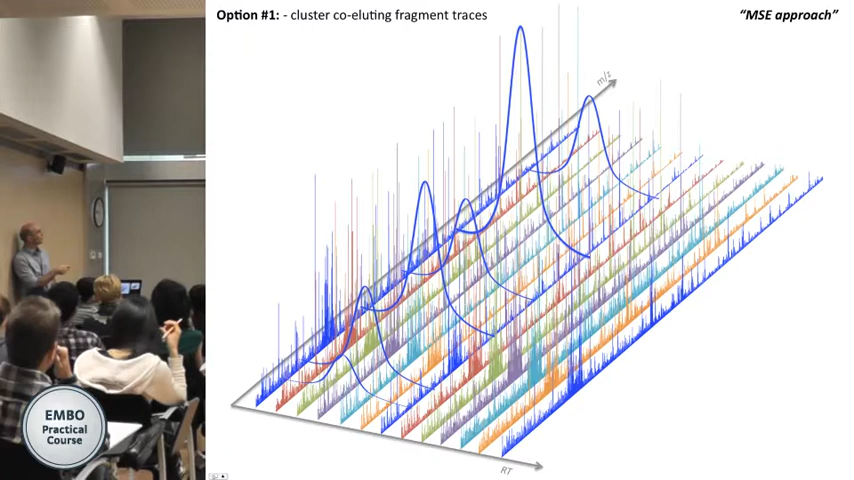 Option #1: - cluster co-eluting fragment traces
"MSE approach"
m/z
RT
EMBO
Practical
Course